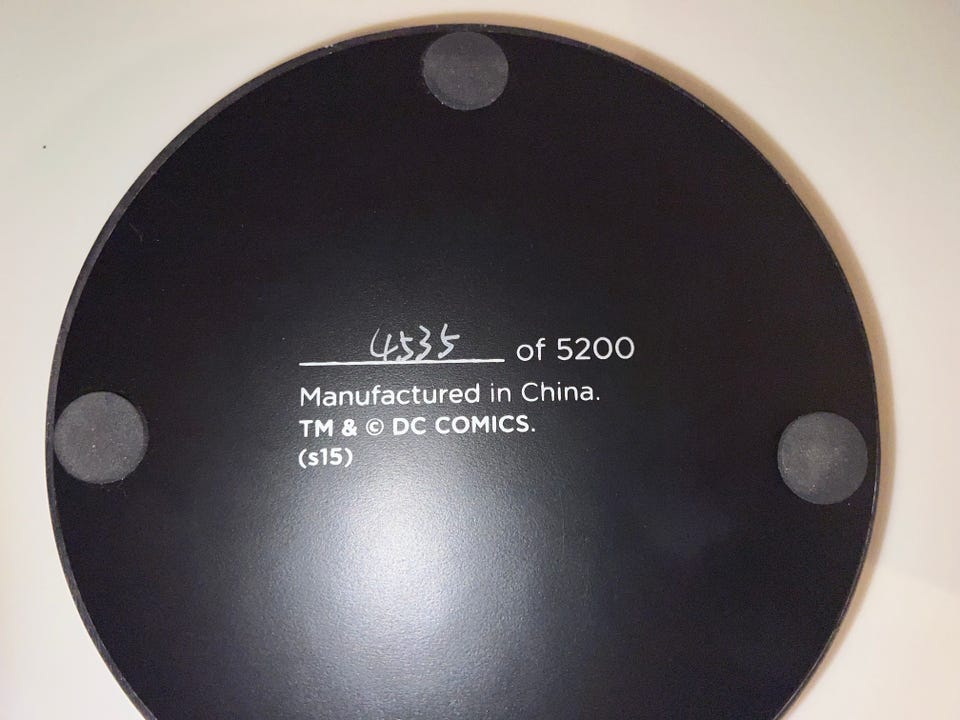 4535 of 5200
Manufactured in China.
TM & © DC COMICS.
(s15)